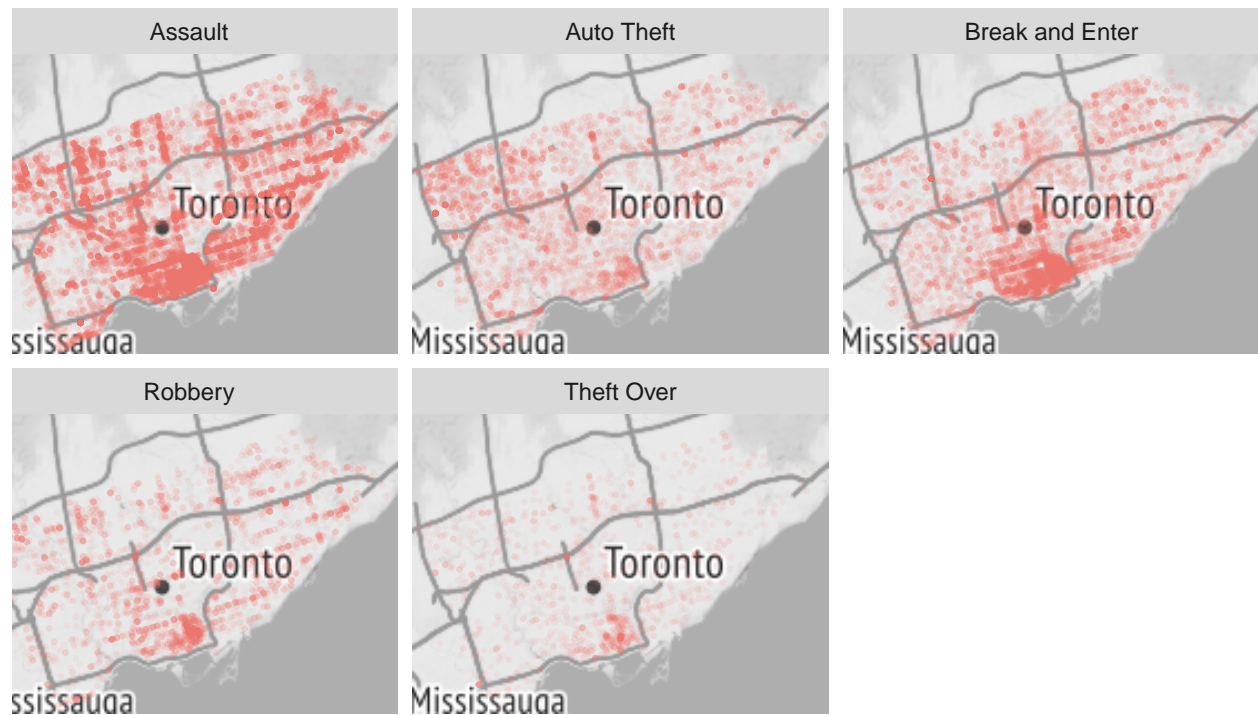 Assault
Auto Theft
Break and Enter
Toronto
Toronto
Toronto
ssissauga
Mississauga
Mississauga
Robbery
Theft Over
Toronto
Toronto
ssissauga
Mississauga